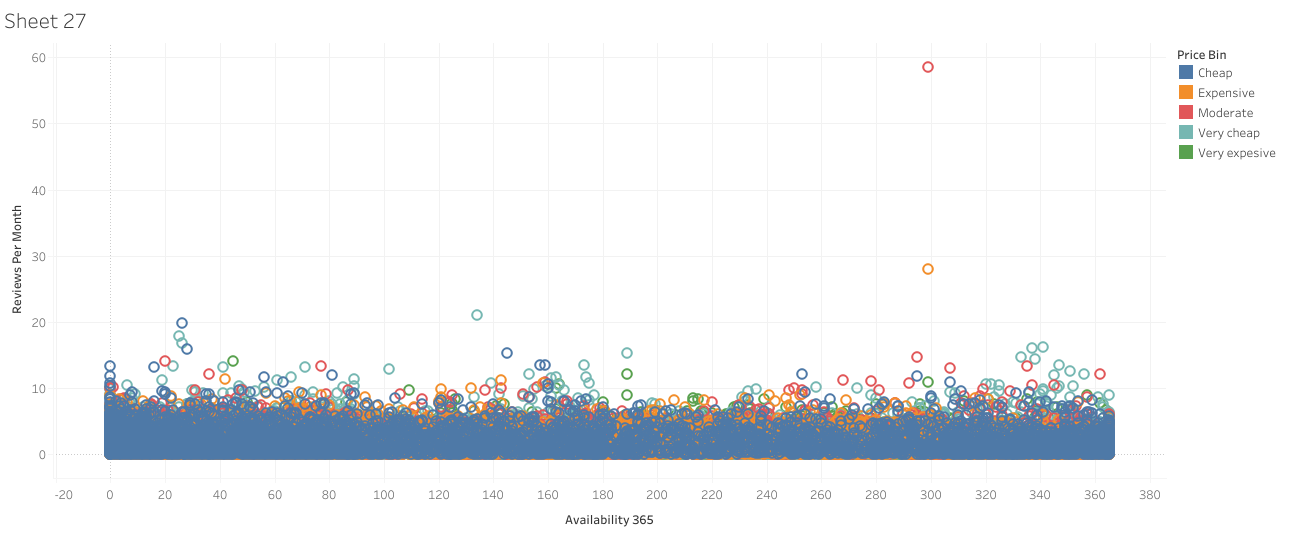 Sheet 27
Price Bin
Cheap
Expensive
Moderate
Very cheap
Very expesive
Reviews Per Month
60
50
40
30
20
10
0
-20 0 20 40 60 80 100 120 140 160 180 200 220 240 260 280 300 320 340 360 380
Availability 365